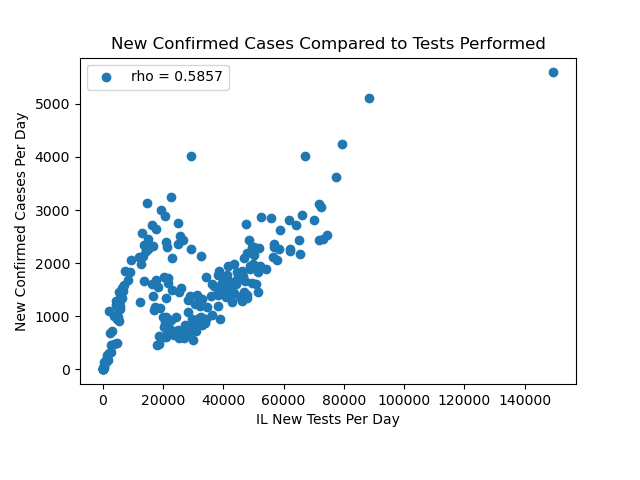 New Confirmed Cases Compared to Tests Performed
rho = 0.5857
New Confirmed Caeses Per Day
5000
4000
3000
2000
1000
0
0 20000 40000 60000 80000 100000 120000 140000
IL New Tests Per Day